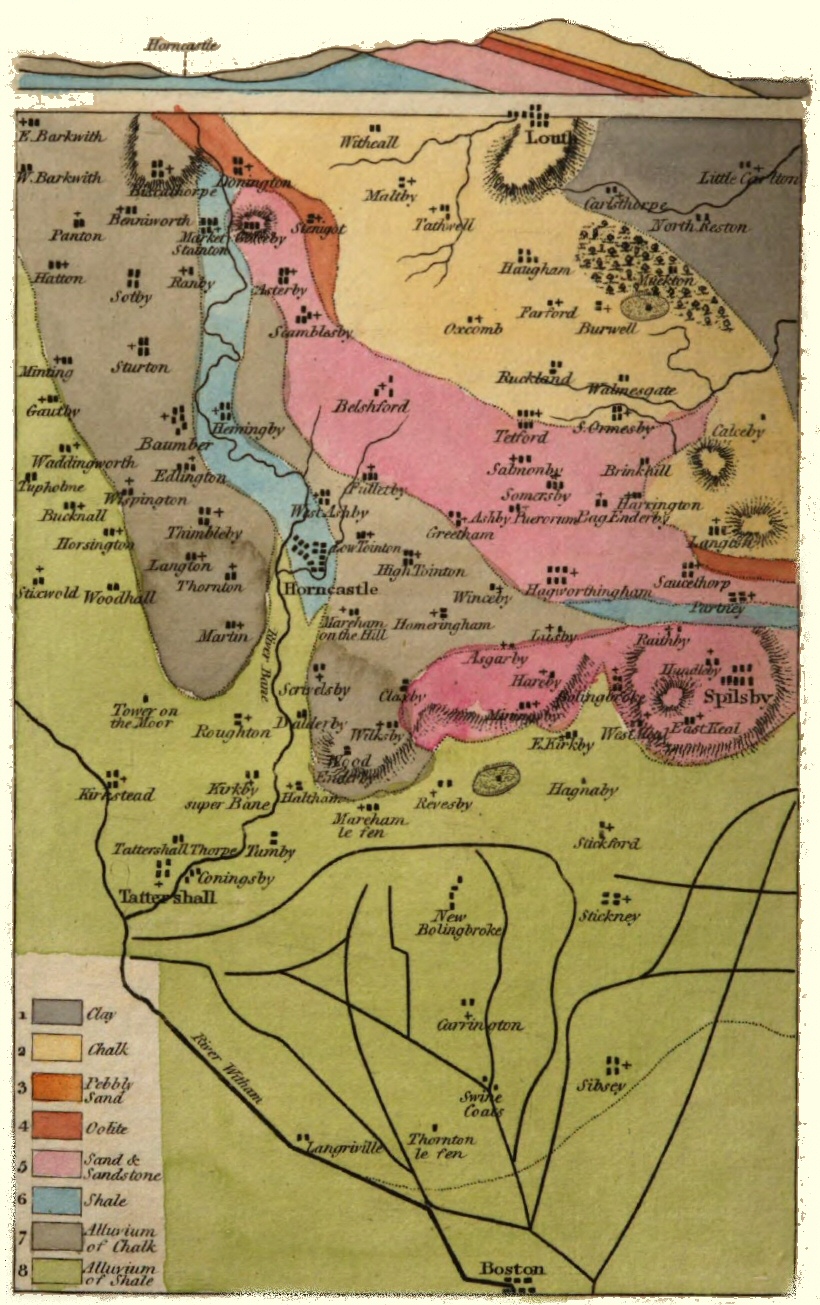 Horncastle
E. Barkwith
Withcall
Louth
W. Barkwith
Donington
Little Carlton
Maltby
Carlsthorpe
Benniworth
Market
Stainton
Stenigot
Tathwell
North Reston
Panton
Hatton
Sotby
Ranby
Asterby
Haugham
Muckton
Scamblesby
Oxcomb
Farford
Burwell
Minting
Sturton
Ruckland
Walmesgate
Gautby
Belshford
Baumber
Hemingby
Tetford
S. Ormesby
Calceby
Waddingworth
Edlington
Salmonby
Brinkhill
Tupholme
Wispington
Fulletby
Somersby
Harrington
Bucknall
Thimbleby
West Ashby
Greetham
Ashby Puerorum
Bag Enderby
Horsington
Low Tointon
Langton
Langton
High Tointon
Stixwold
Woodhall
Thornton
Horncastle
Winceby
Hagworthingham
Saucethorp
Partney
Martin
Mareham
on the Hill
Hameringham
Lusby
Raithby
River Bane
Asgarby
Hundleby
Scrivelsby
Claxby
Hareby
Bolingbroke
Spilsby
Tower on
the Moor
Roughton
Dalderby
Wilksby
Miningsby
E. Kirkby
West Keal
East Keal
Wood
Enderby
Kirkstead
Kirkby
super Bane
Haltham
Revesby
Hagnaby
Mareham
le fen
Tattershall Thorpe
Tumby
Stickford
Coningsby
Tattershall
New
Bolingbroke
Stickney
1 Clay
Carrington
2 Chalk
River Witham
3 Pebbly
Sand
Sibsey
Swine
Coats
4 Oolite
Langriville
Thornton
le fen
5 Sand &
Sandstone
6 Shale
7 Alluvium
of Chalk
8 Alluvium
of Shale
Boston